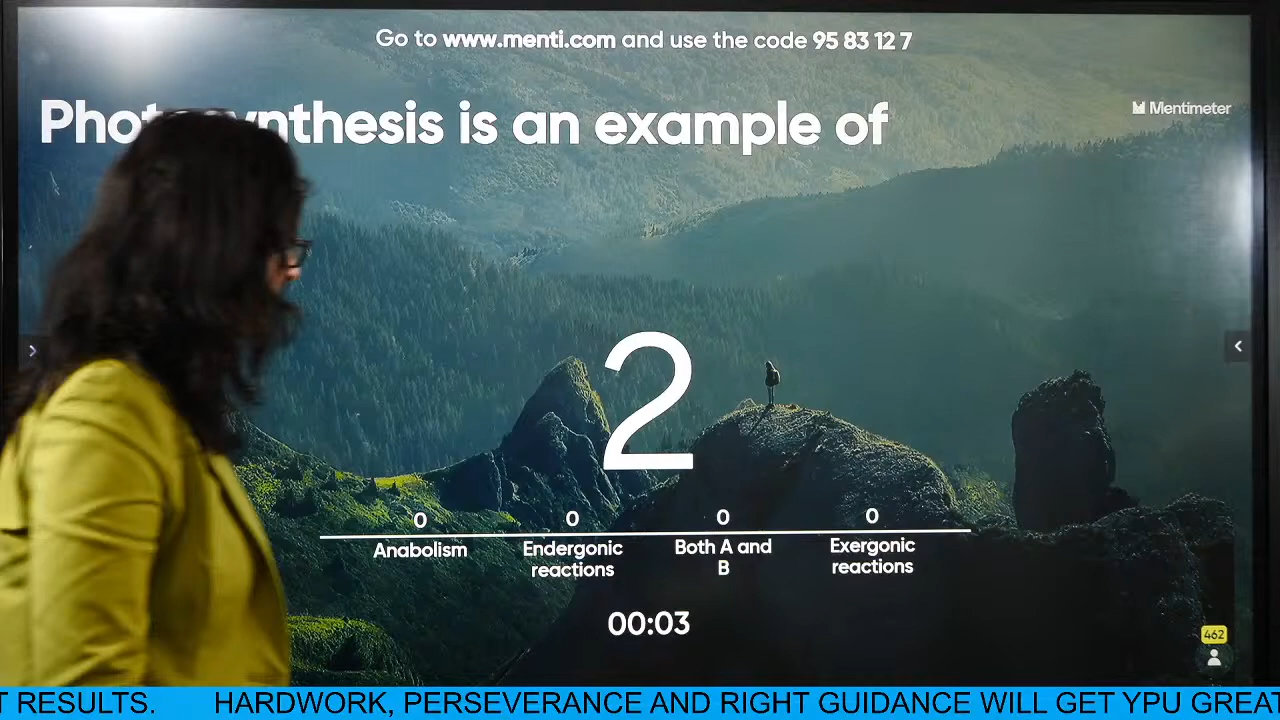 Go to www.menti.com and use the code 95 83 12 7
Mentimeter
synthesis is an example of
2
0 0 0 0
Anabolism Endergonic reactions Both A and B Exergonic reactions
00:03
462
T RESULTS. HARDWORK, PERSEVERANCE AND RIGHT GUIDANCE WILL GET YPU GREAT